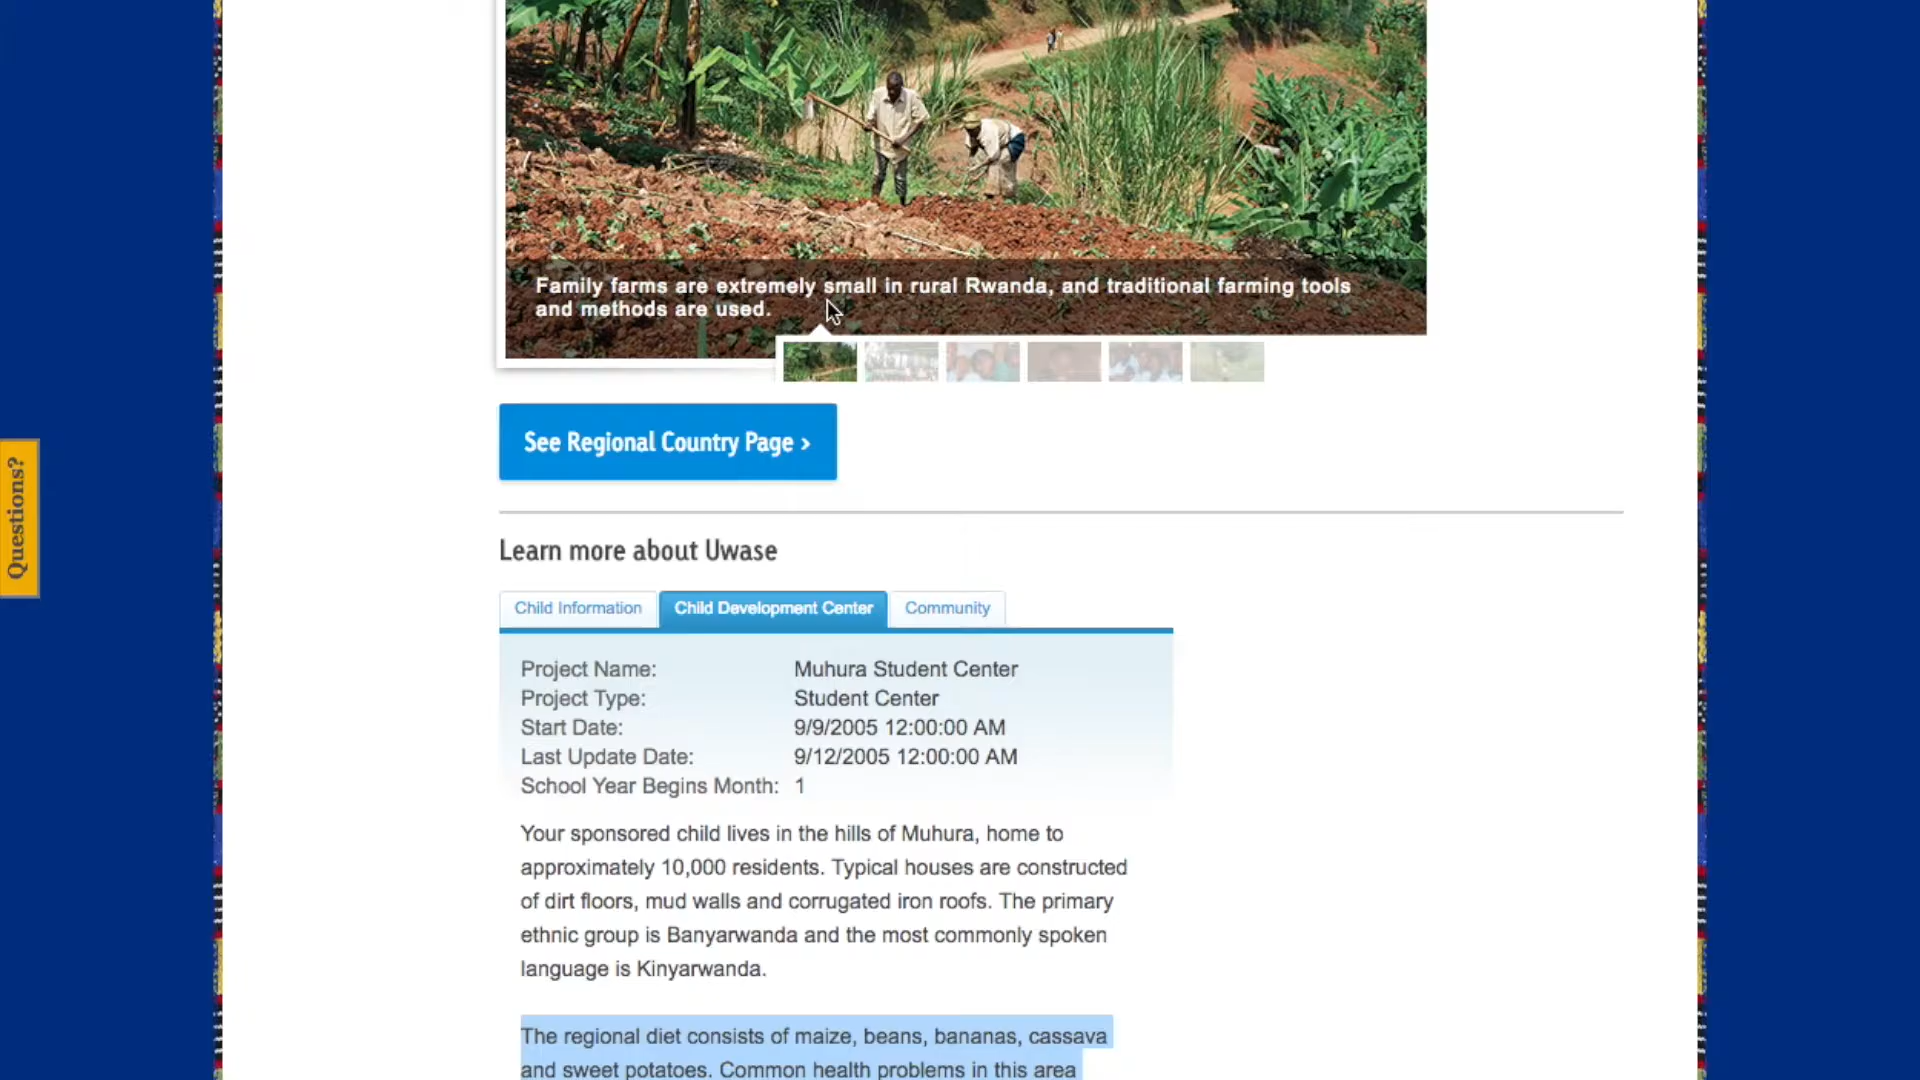 Family farms are extremely small in rural Rwanda, and traditional farming tools
and methods are used.
See Regional Country Page >
Questions?
Learn more about Uwase
Child Information
Child Development Center
Community
Project Name: Muhura Student Center
Project Type: Student Center
Start Date: 9/9/2005 12:00:00 AM
Last Update Date: 9/12/2005 12:00:00 AM
School Year Begins Month: 1
Your sponsored child lives in the hills of Muhura, home to
approximately 10,000 residents. Typical houses are constructed
of dirt floors, mud walls and corrugated iron roofs. The primary
ethnic group is Banyarwanda and the most commonly spoken
language is Kinyarwanda.
The regional diet consists of maize, beans, bananas, cassava
and sweet potatoes. Common health problems in this area